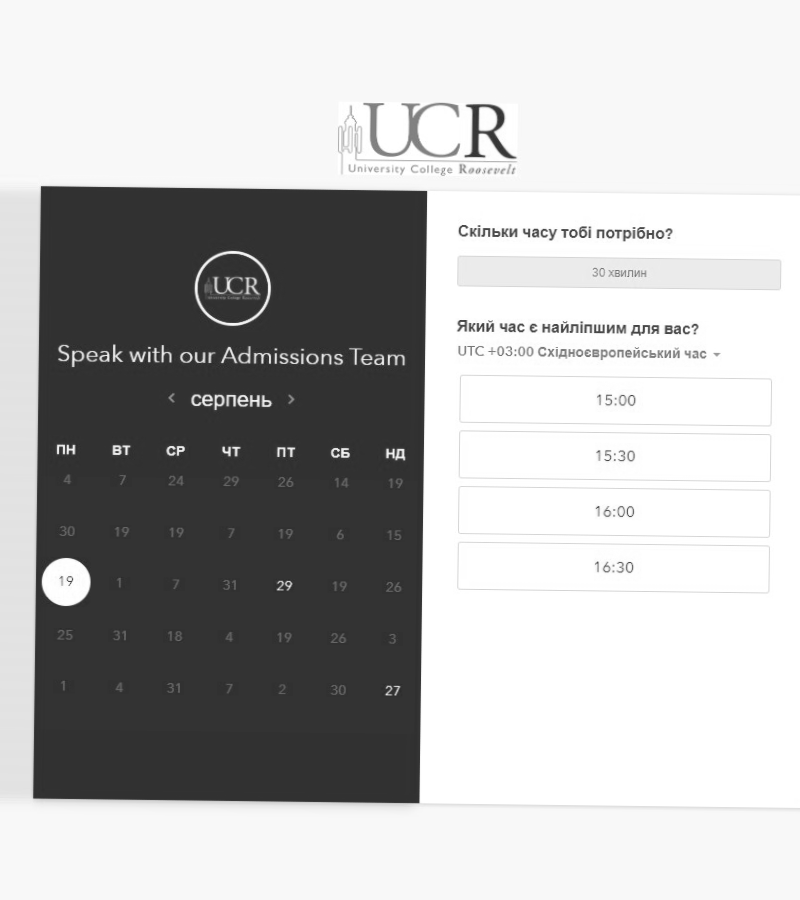 UCR
University College Roosevelt
UCR
University College Roosevelt
Speak with our Admissions Team
серпень
ПН ВТ СР ЧТ ПТ СБ НД
4 7 24 29 26 14 19
30 19 19 7 19 6 15
19 1 7 31 29 19 26
25 31 18 4 19 26 3
1 4 31 7 2 30 27
Скільки часу тобі потрібно?
30 хвилин
Який час є найліпшим для вас?
UTC +03:00 Східноєвропейський час
15:00
15:30
16:00
16:30